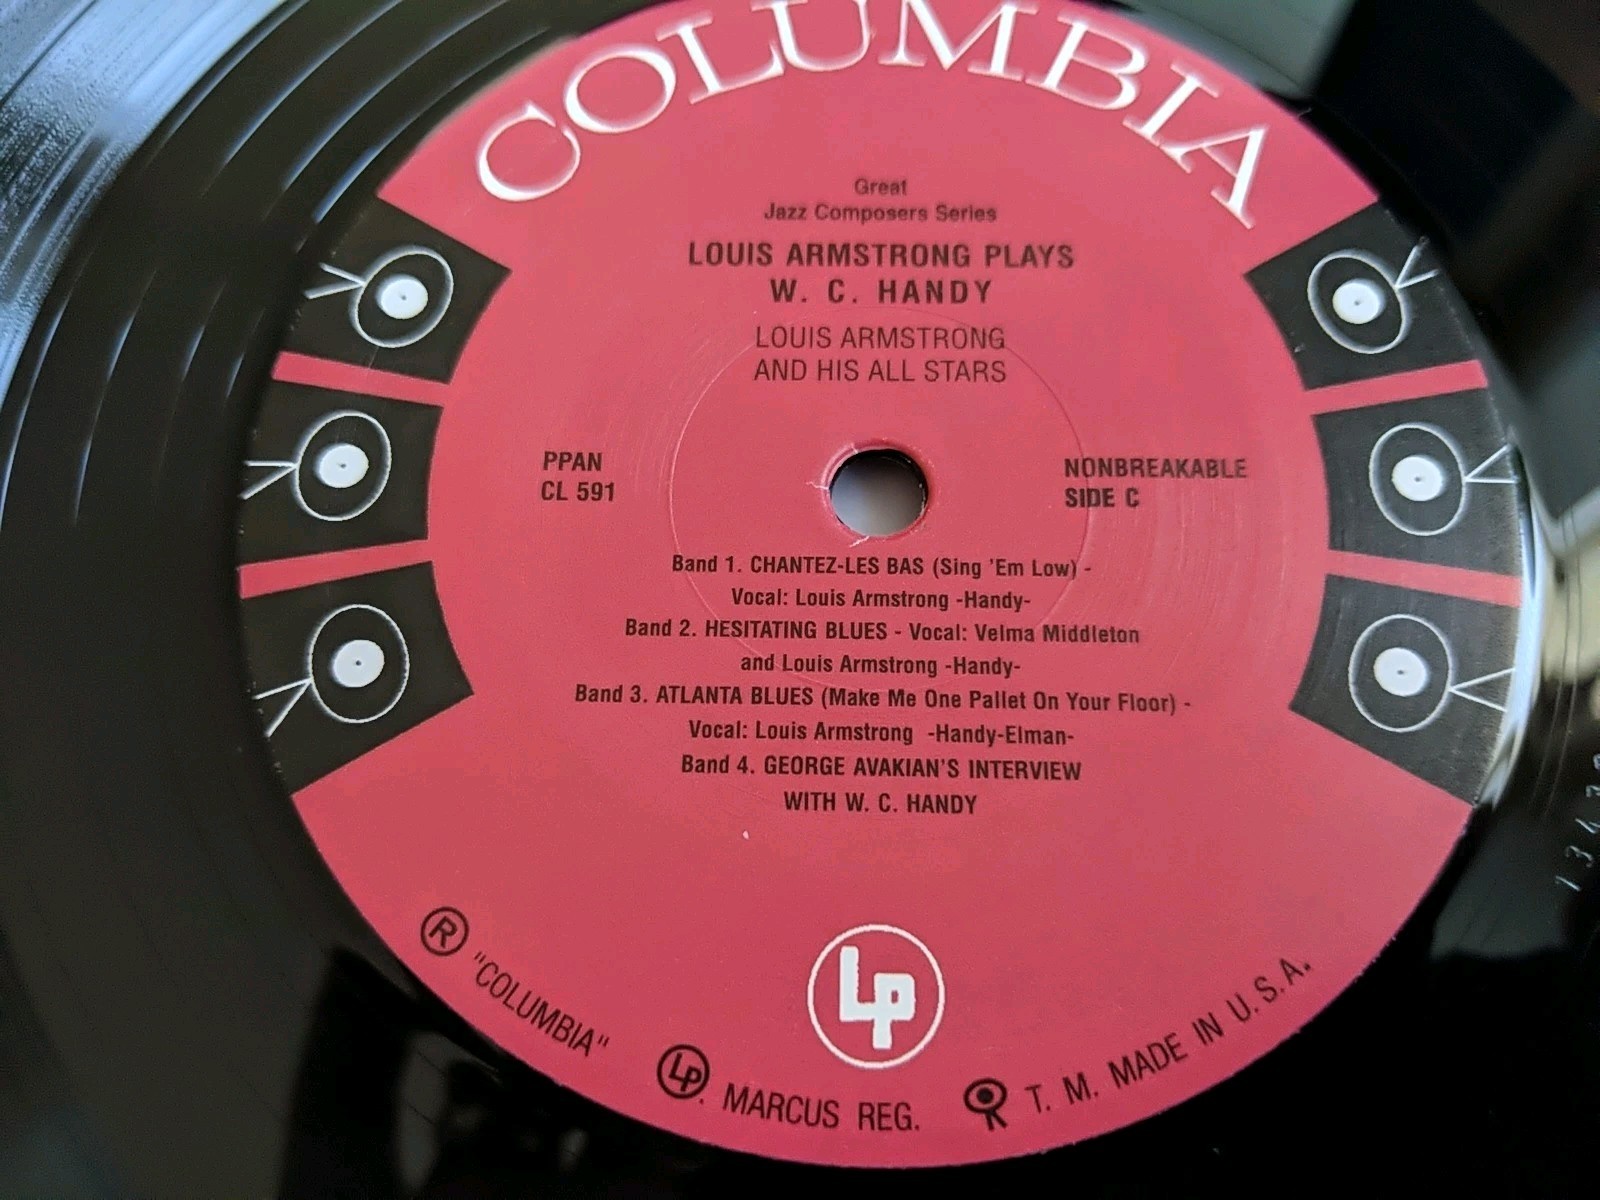 COLUMBIA
Great
Jazz Composers Series
LOUIS ARMSTRONG PLAYS
W. C. HANDY
LOUIS ARMSTRONG
AND HIS ALL STARS
PPAN
CL 591
NONBREAKABLE
SIDE C
Band 1. CHANTEZ-LES BAS (Sing 'Em Low) -
Vocal: Louis Armstrong -Handy-
Band 2. HESITATING BLUES - Vocal: Velma Middleton
and Louis Armstrong -Handy-
Band 3. ATLANTA BLUES (Make Me One Pallet On Your Floor) -
Vocal: Louis Armstrong -Handy-Elman-
Band 4. GEORGE AVAKIAN'S INTERVIEW
WITH W. C. HANDY
Lp
® "COLUMBIA" LP. MARCUS REG. T. M. MADE IN U. S. A.